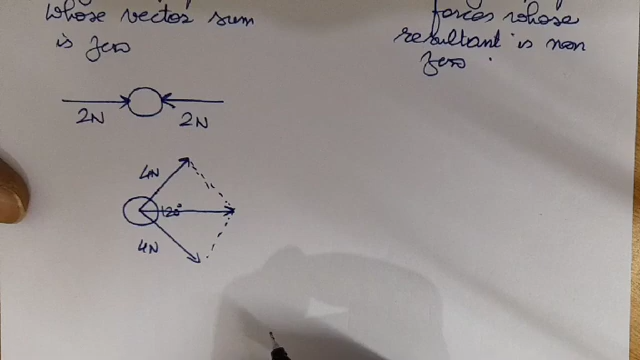 whose vector sum
is zero
forces whose
resultant is non
zero.
2N
2N
4N
120°
4N